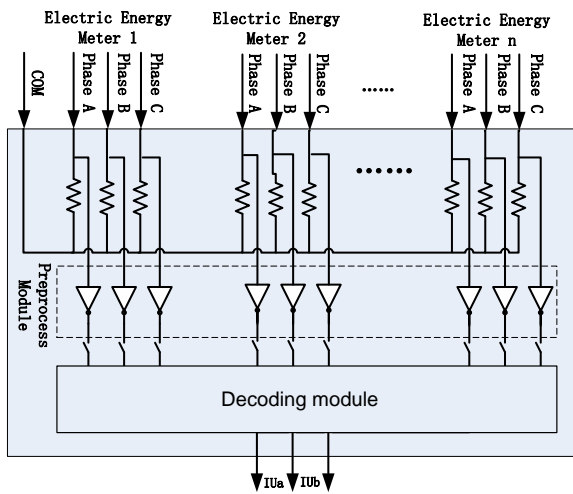 Electric Energy
Meter 1
Electric Energy
Meter 2
Electric Energy
Meter n
COM
Phase A
Phase B
Phase C
Phase A
Phase B
Phase C
......
Phase A
Phase B
Phase C
......
Preprocess
Module
Decoding module
IUa
IUb